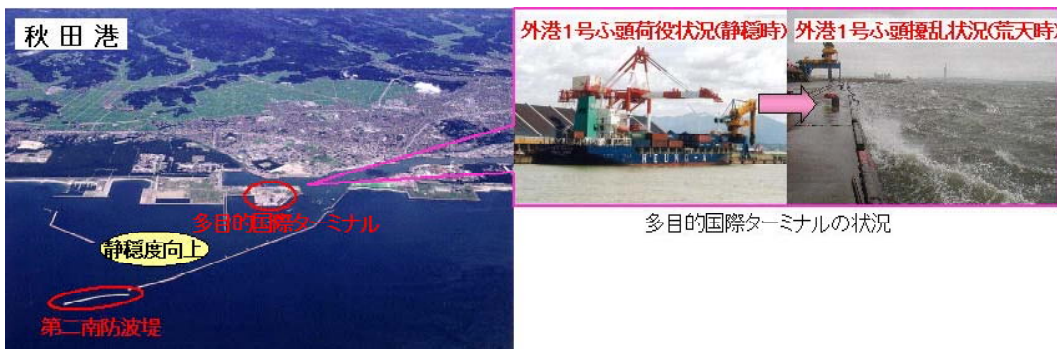 秋田港
外港1号ふ頭荷役状況(静穏時)
外港1号ふ頭擾乱状況(荒天時)
多目的国際ターミナル
静穏度向上
第二南防波堤
HEUNG-A
多目的国際ターミナルの状況